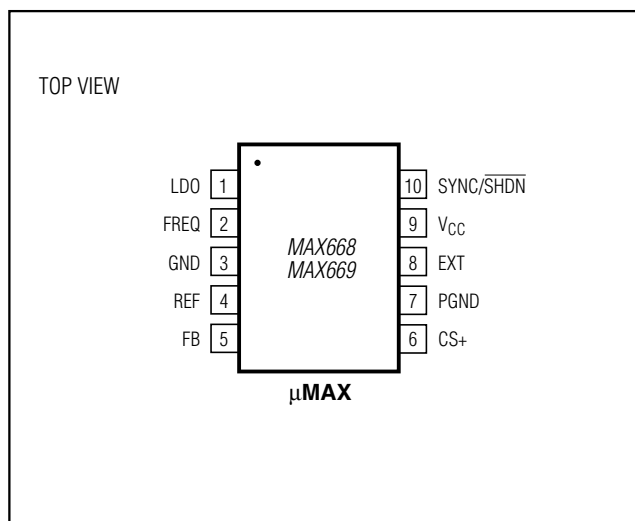 TOP VIEW
LDO 1
FREQ 2
GND 3
REF 4
FB 5
MAX668
MAX669
10 SYNC/S̅H̅D̅N̅
9 VCC
8 EXT
7 PGND
6 CS+
μMAX